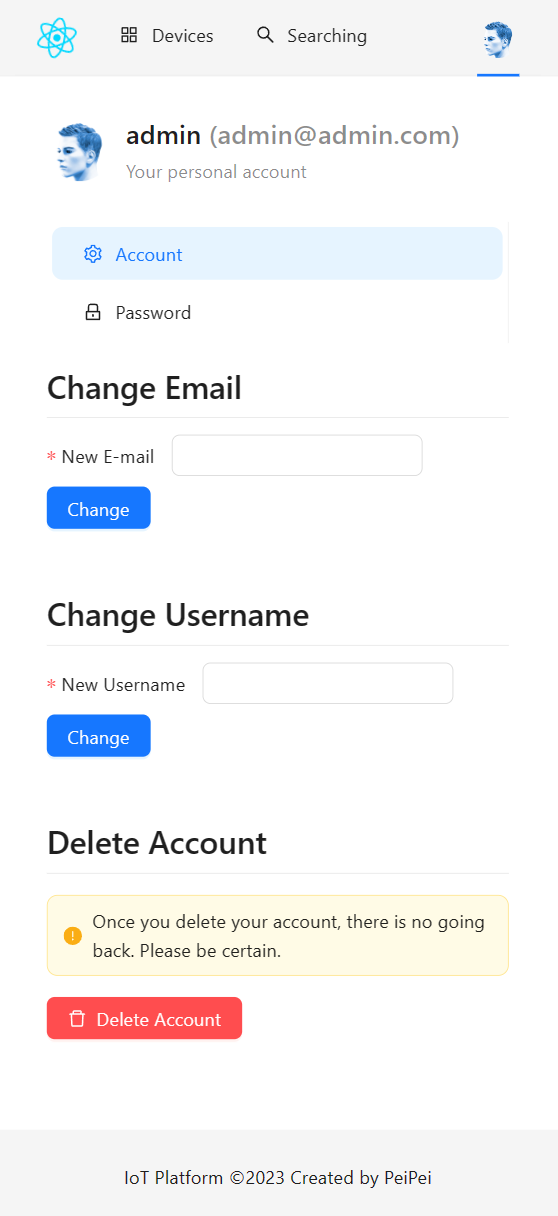 Devices
Searching
admin (admin@admin.com)
Your personal account
Account
Password
Change Email
* New E-mail
Change
Change Username
* New Username
Change
Delete Account
Once you delete your account, there is no going
back. Please be certain.
Delete Account
IoT Platform ©2023 Created by PeiPei